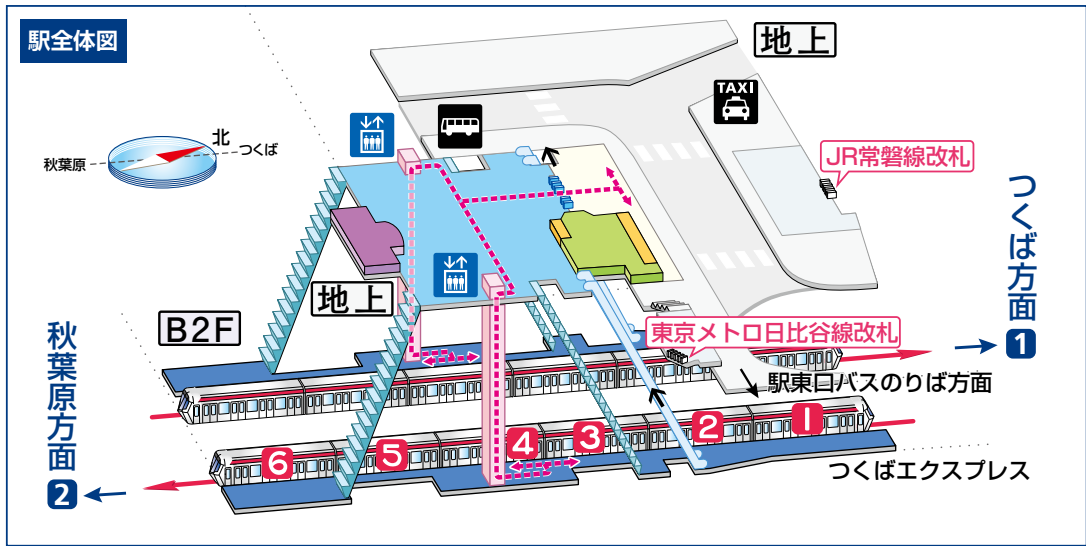 駅全体図
地上
TAXI
北
つくば
秋葉原
JR常磐線改札
つくば方面
1
地上
B2F
東京メトロ日比谷線改札
駅東口バスのりば方面
秋葉原方面
2
6
5
4
3
2
1
つくばエクスプレス